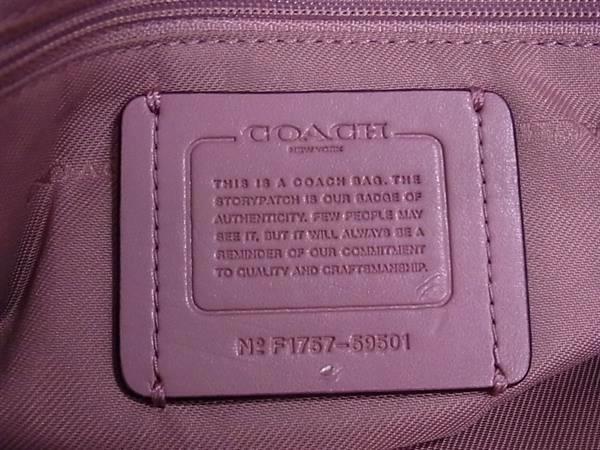 COACH
NEW YORK
THIS IS A COACH BAG. THE
STORYPATCH IS OUR BADGE OF
AUTHENTICITY. FEW PEOPLE MAY
SEE IT, BUT IT WILL ALWAYS BE A
REMINDER OF OUR COMMITMENT
TO QUALITY AND CRAFTSMANSHIP.
Nº F1757-59501